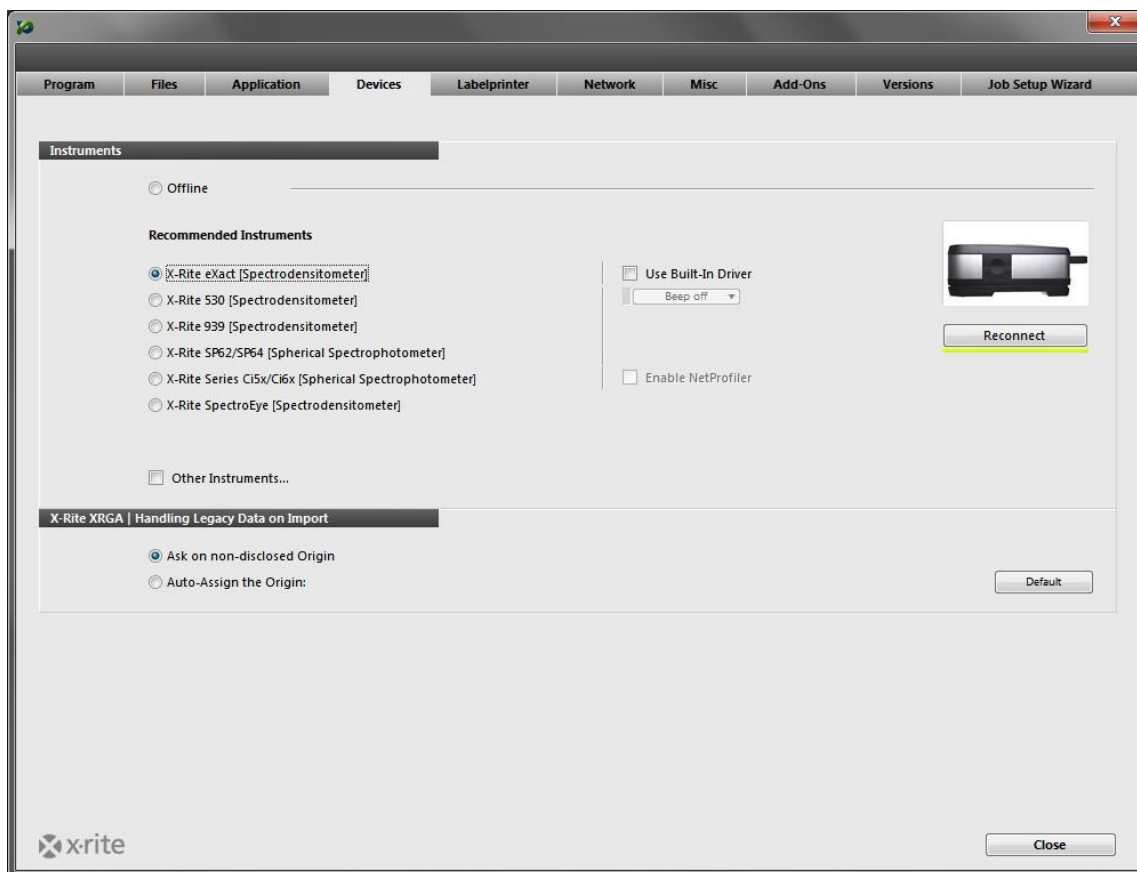 x
Program Files Application Devices Labelprinter Network Misc Add-Ons Versions Job Setup Wizard
Instruments
Offline
Recommended Instruments
X-Rite eXact [Spectrodensitometer]
Use Built-In Driver
X-Rite 530 [Spectrodensitometer]
Beep off
X-Rite 939 [Spectrodensitometer]
Reconnect
X-Rite SP62/SP64 [Spherical Spectrophotometer]
X-Rite Series Ci5x/Ci6x [Spherical Spectrophotometer]
Enable NetProfiler
X-Rite SpectroEye [Spectrodensitometer]
Other Instruments...
X-Rite XRGA | Handling Legacy Data on Import
Ask on non-disclosed Origin
Auto-Assign the Origin:
Default
x·rite
Close